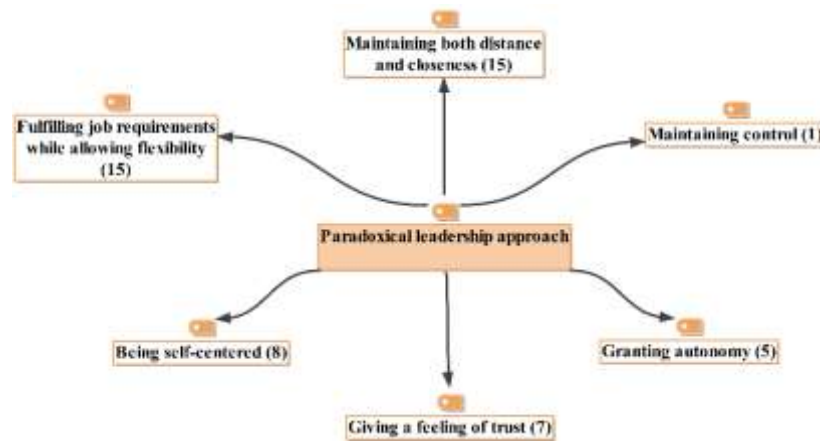 Maintaining both distance
and closeness (15)
Fulfilling job requirements
while allowing flexibility
(15)
Maintaining control (1)
Paradoxical leadership approach
Being self-centered (8)
Granting autonomy (5)
Giving a feeling of trust (7)